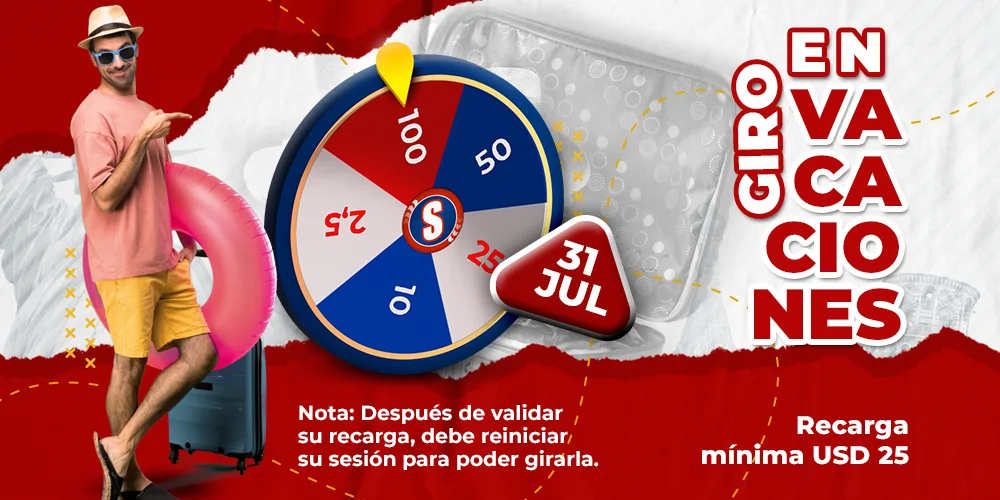 GIRO
EN
VA
CA
CIO
NES
100
50
25
10
2,5
S
31
JUL
Nota: Después de validar
su recarga, debe reiniciar
su sesión para poder girarla.
Recarga
mínima USD 25